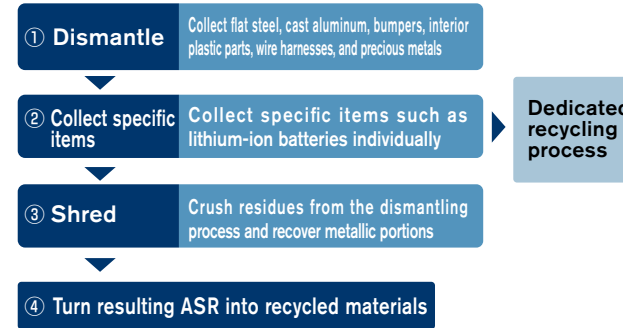 ① Dismantle
Collect flat steel, cast aluminum, bumpers, interior
plastic parts, wire harnesses, and precious metals
② Collect specific
items
Collect specific items such as
lithium-ion batteries individually
Dedicated
recycling
process
③ Shred
Crush residues from the dismantling
process and recover metallic portions
④ Turn resulting ASR into recycled materials